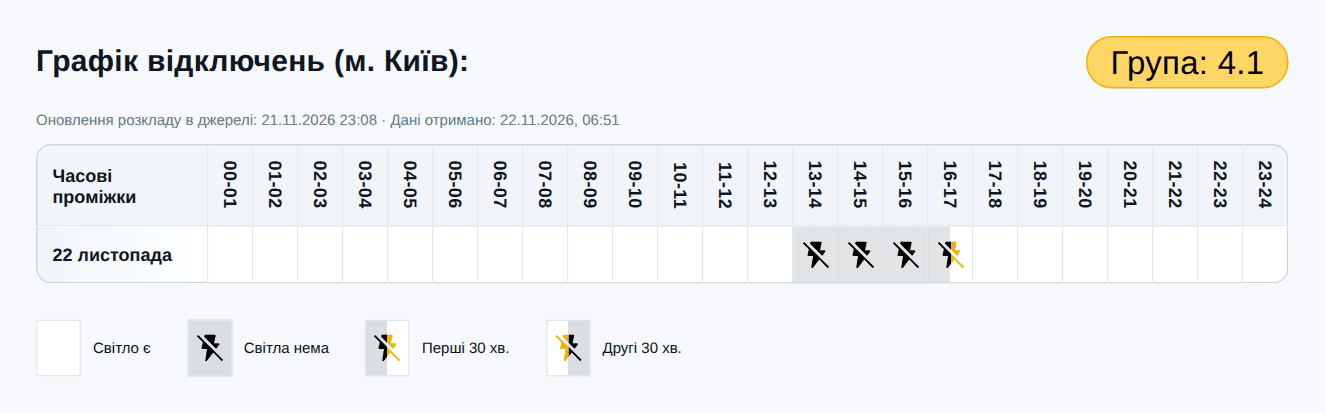 Графік відключень (м. Київ):
Група: 4.1
Оновлення розкладу в джерелі: 21.11.2026 23:08 · Дані отримано: 22.11.2026, 06:51
Часові
проміжки
00-01
01-02
02-03
03-04
04-05
05-06
06-07
07-08
08-09
09-10
10-11
11-12
12-13
13-14
14-15
15-16
16-17
17-18
18-19
19-20
20-21
21-22
22-23
23-24
22 листопада
Світло є
Світла нема
Перші 30 хв.
Другі 30 хв.